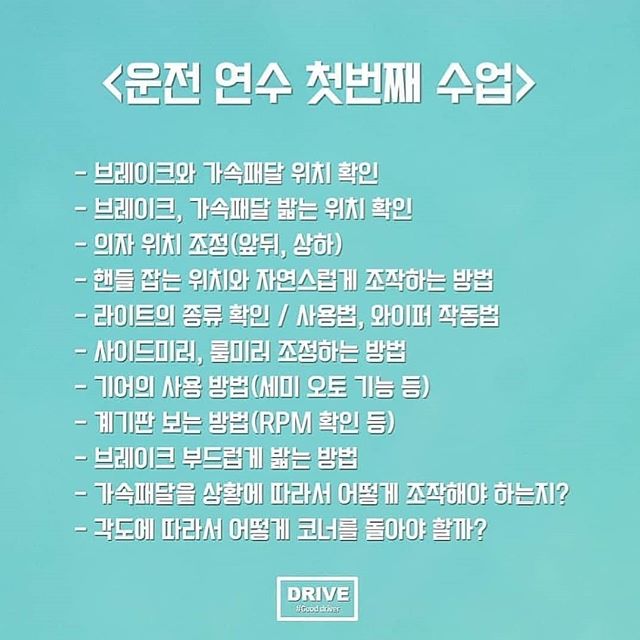 <운전 연수 첫번째 수업>
- 브레이크와 가속패달 위치 확인
- 브레이크, 가속패달 밟는 위치 확인
- 의자 위치 조정(앞뒤, 상하)
- 핸들 잡는 위치와 자연스럽게 조작하는 방법
- 라이트의 종류 확인 / 사용법, 와이퍼 작동법
- 사이드미러, 룸미러 조정하는 방법
- 기어의 사용 방법(세미 오토 기능 등)
- 계기판 보는 방법(RPM 확인 등)
- 브레이크 부드럽게 밟는 방법
- 가속패달을 상황에 따라서 어떻게 조작해야 하는지?
- 각도에 따라서 어떻게 코너를 돌아야 할까?
DRIVE
#Good driver